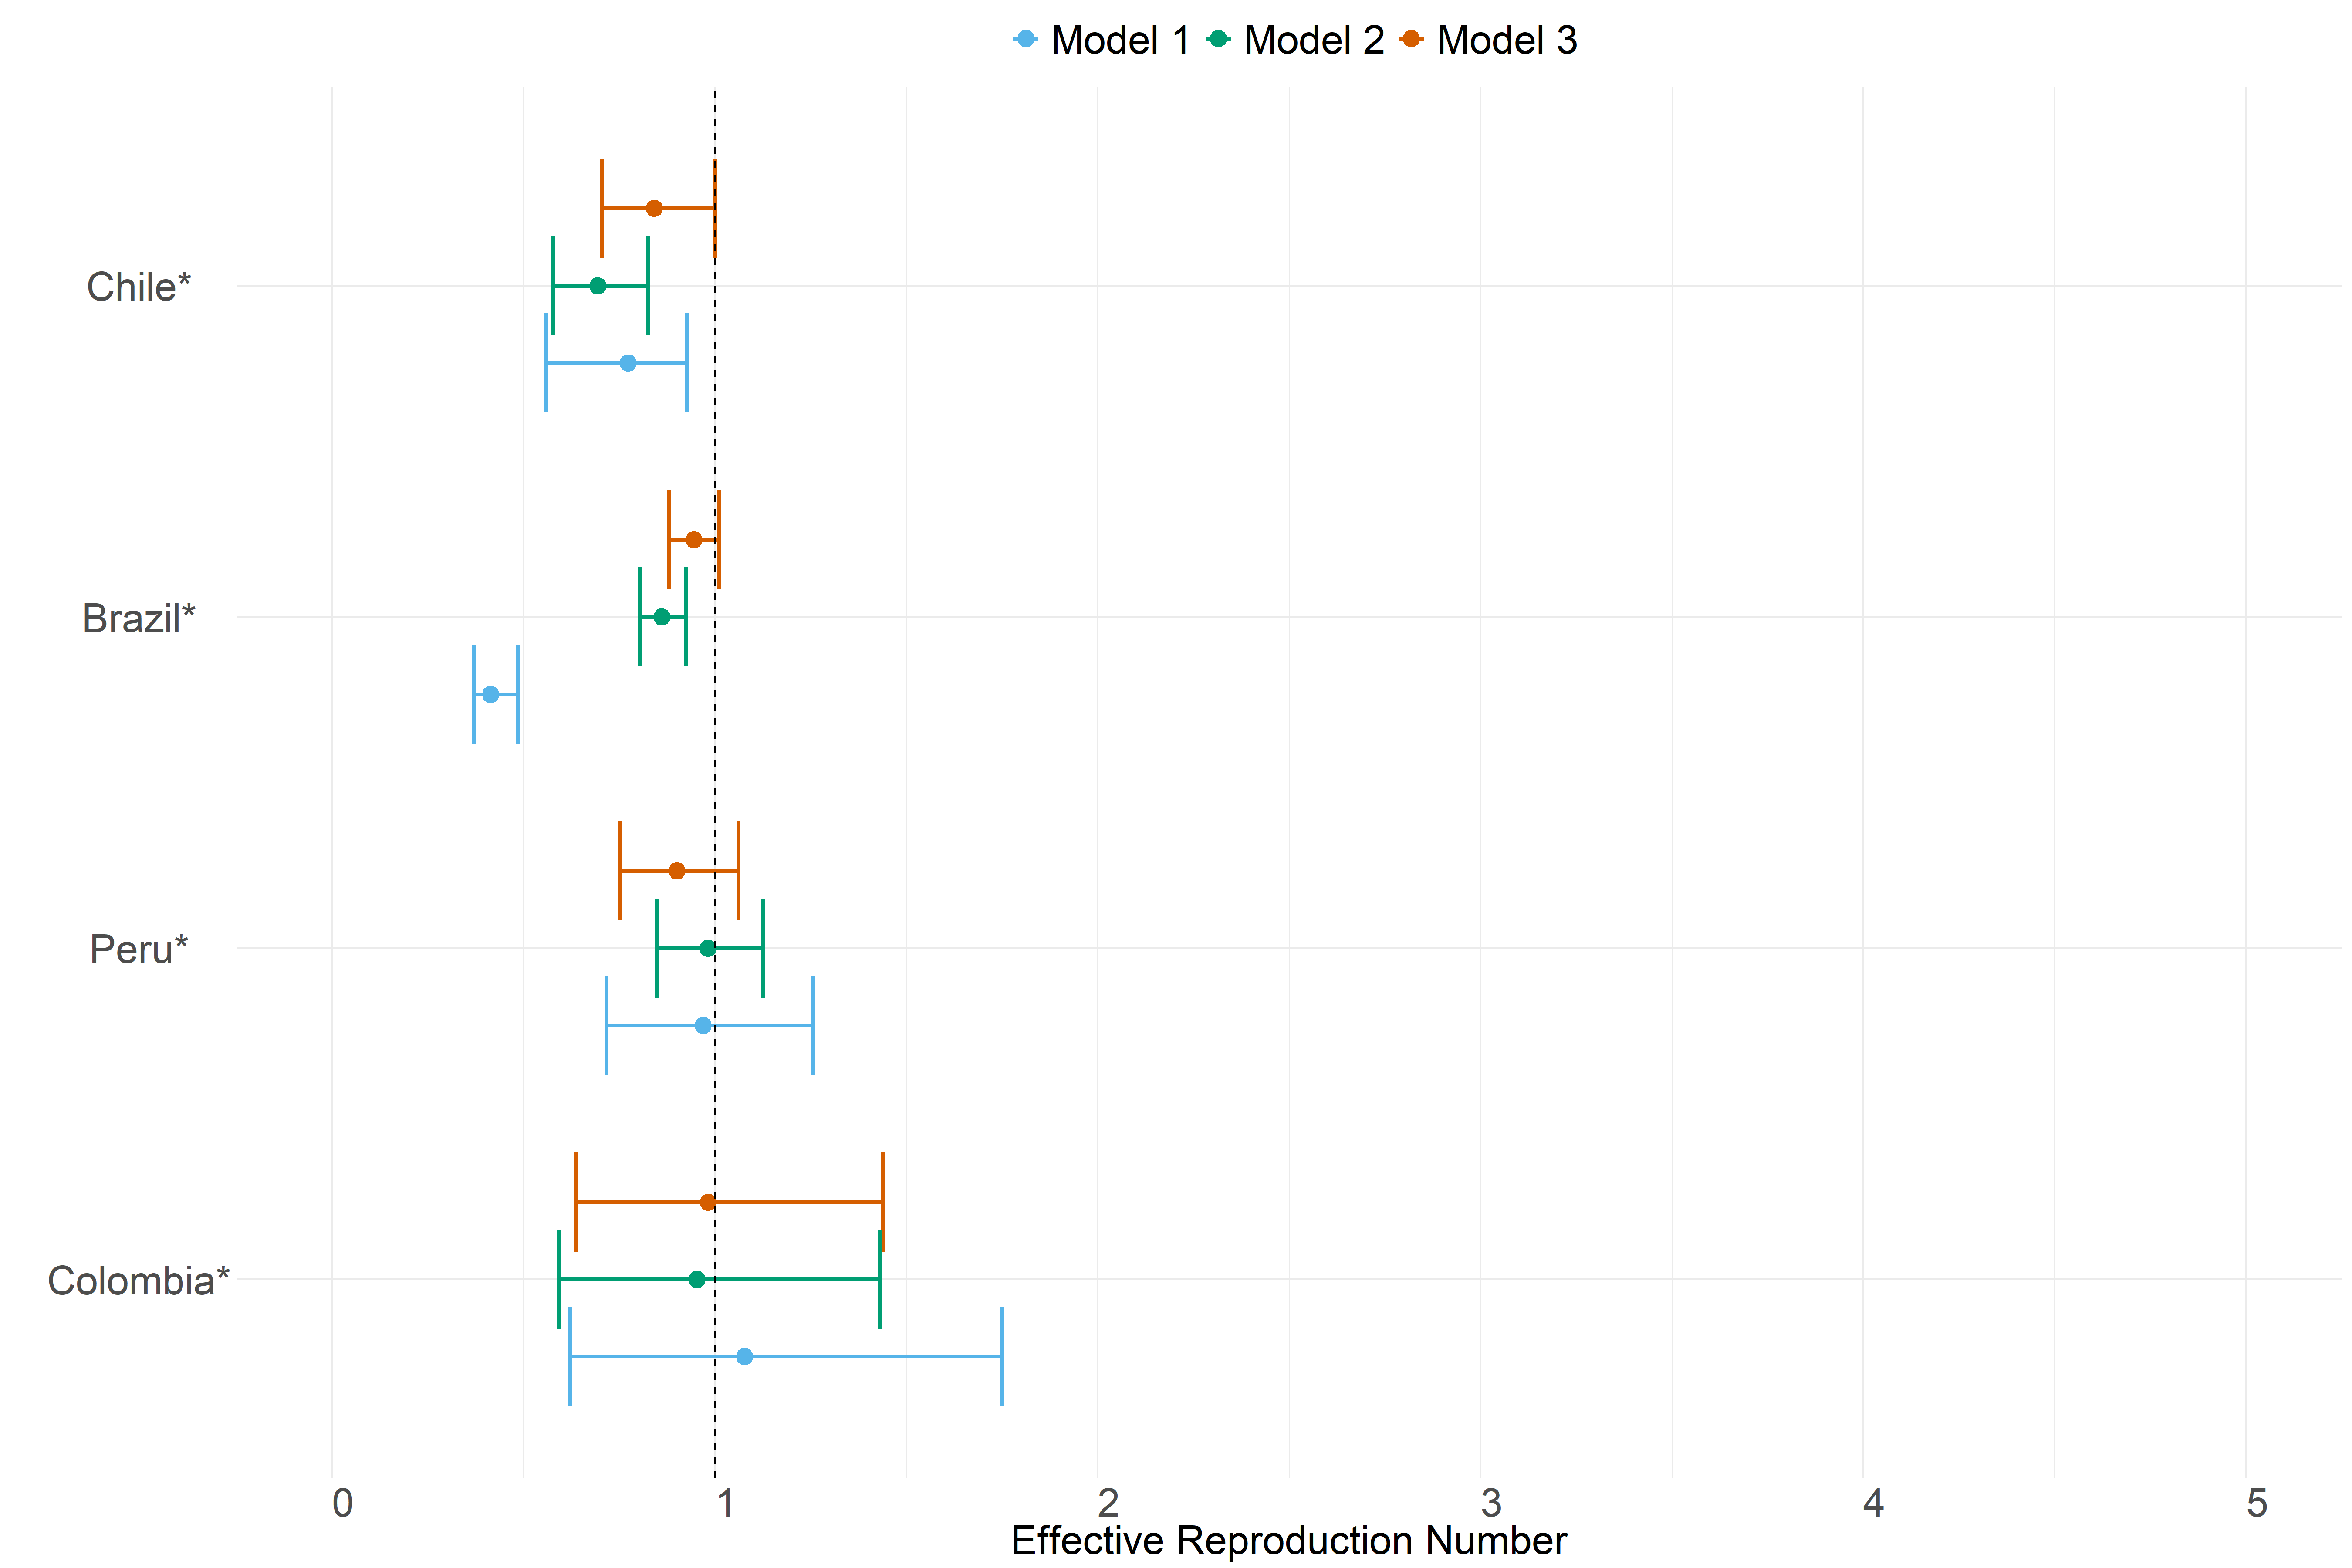 Model 1 Model 2 Model 3
Chile*
Brazil*
Peru*
Colombia*
0 1 2 3 4 5
Effective Reproduction Number